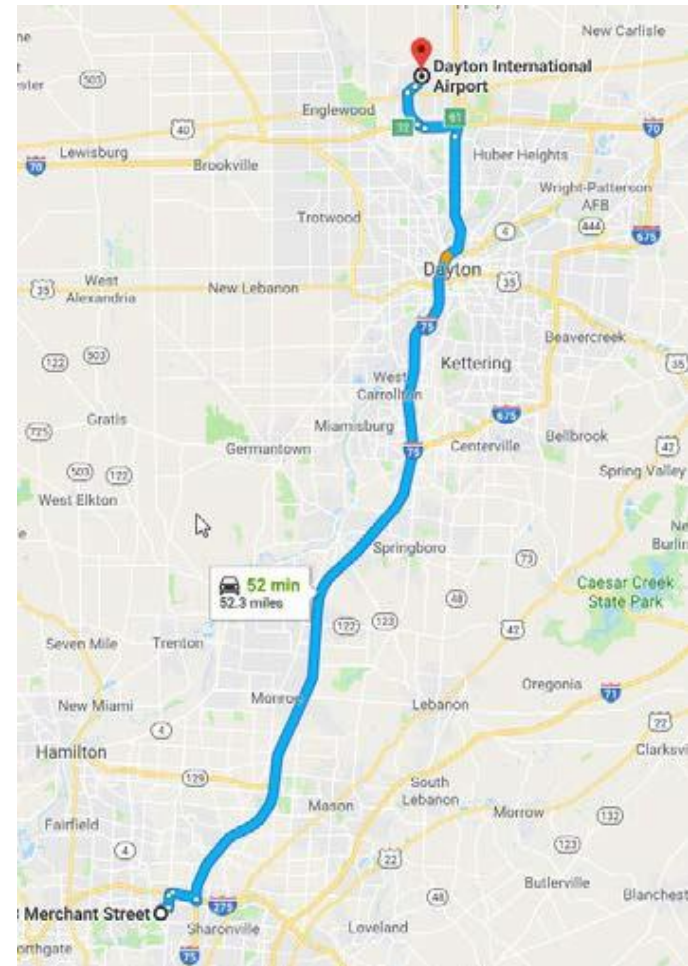 New Carlisle
Dayton International
Airport
503
Englewood
40
32
61
70
Lewisburg
70
Brookville
Huber Heights
Wright-Patterson
AFB
Trotwood
4
444
675
Dayton
35
West
Alexandria
New Lebanon
35
75
Beavercreek
122
503
Kettering
35
West
Carrollton
Gratis
725
Miamisburg
675
Bellbrook
42
Germantown
75
Centerville
503
122
Spring Valley
West Elkton
Springboro
73
52 min
52.3 miles
Caesar Creek
State Park
48
122
123
42
Seven Mile
Trenton
Oregonia
71
New Miami
Monroe
Lebanon
22
4
Hamilton
129
South
Lebanon
Mason
Morrow
132
Fairfield
4
123
22
Butlerville
48
275
Merchant Street
Sharonville
Loveland
75